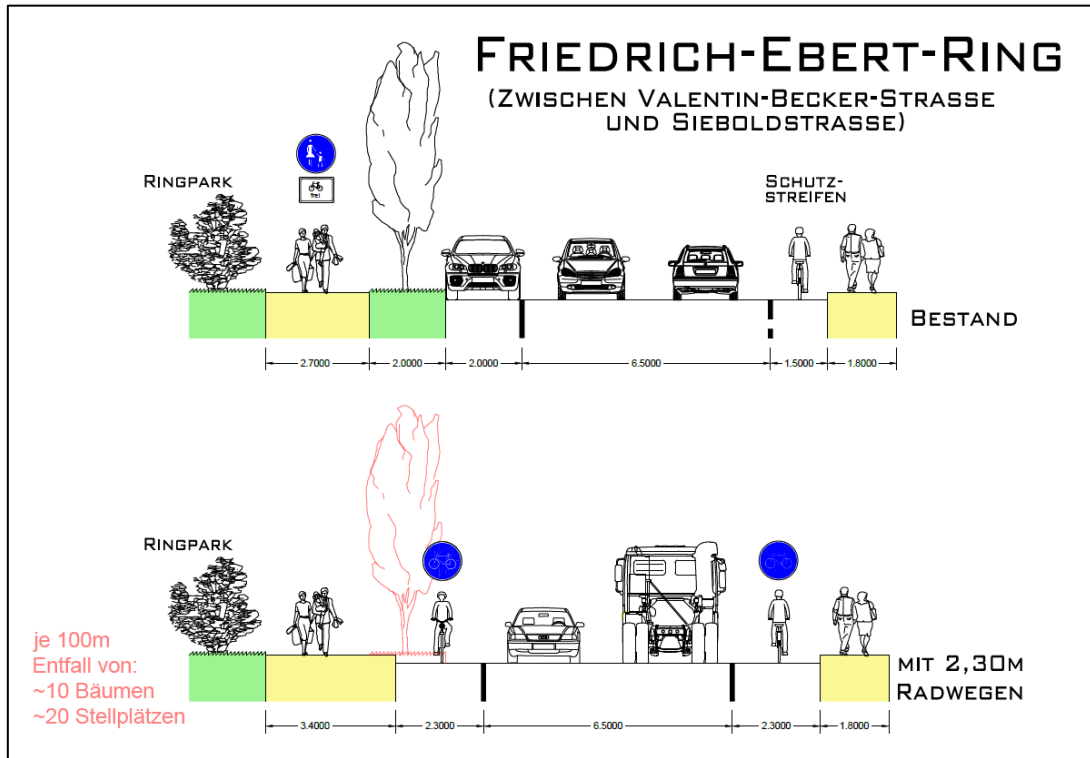 FRIEDRICH-EBERT-RING
(ZWISCHEN VALENTIN-BECKER-STRASSE
UND SIEBOLDSTRASSE)
RINGPARK
frei
SCHUTZ-
STREIFEN
BESTAND
2.7000
2.0000
2.0000
6.5000
1.5000
1.8000
RINGPARK
je 100m
Entfall von:
~10 Bäumen
~20 Stellplätzen
MIT 2,30M
RADWEGEN
3.4000
2.3000
6.5000
2.3000
1.8000